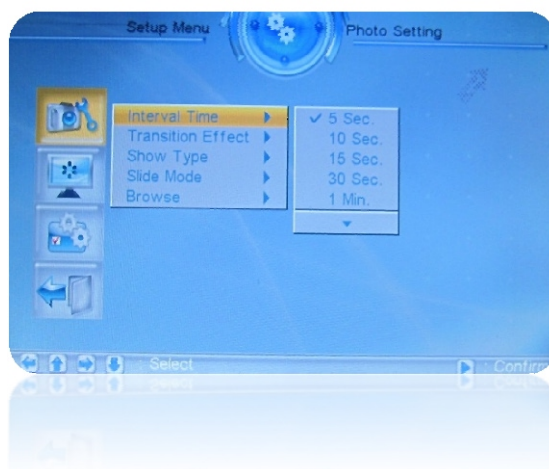 Setup Menu
Photo Setting
Interval Time
Transition Effect
Show Type
Slide Mode
Browse
✓ 5 Sec.
10 Sec.
15 Sec.
30 Sec.
1 Min.
: Select
: Confirm